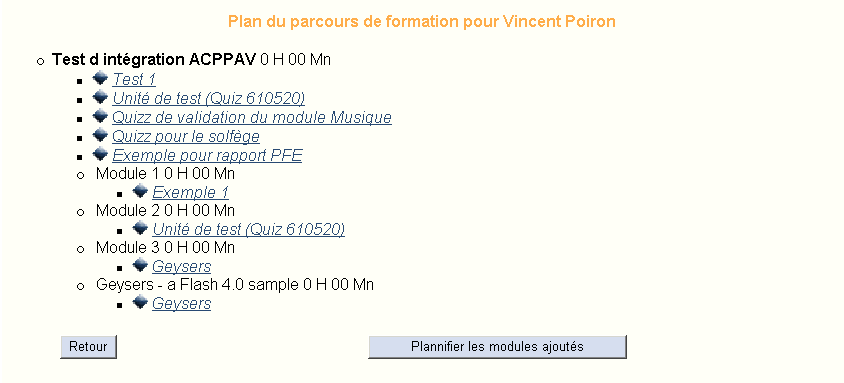 Plan du parcours de formation pour Vincent Poiron
Test d intégration ACPPAV 0 H 00 Mn
Test 1
Unité de test (Quiz 610520)
Quizz de validation du module Musique
Quizz pour le solfège
Exemple pour rapport PFE
Module 1 0 H 00 Mn
Exemple 1
Module 2 0 H 00 Mn
Unité de test (Quiz 610520)
Module 3 0 H 00 Mn
Geysers
Geysers - a Flash 4.0 sample 0 H 00 Mn
Geysers
Retour Plannifier les modules ajoutés